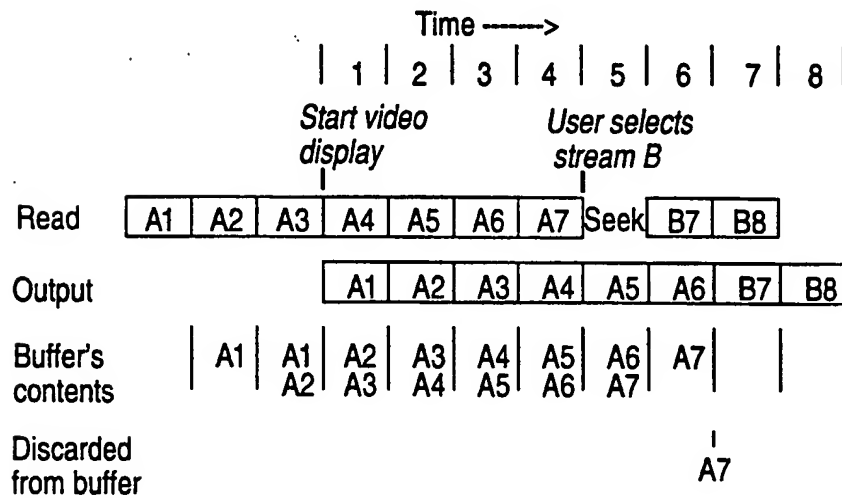 Time ------>
1 2 3 4 5 6 7 8
Start video User selects
display stream B
Read A1 A2 A3 A4 A5 A6 A7 Seek B7 B8
Output A1 A2 A3 A4 A5 A6 B7 B8
Buffer's A1 A1 A2 A3 A4 A5 A6 A7
contents A2 A3 A4 A5 A6 A7
Discarded
from buffer A7